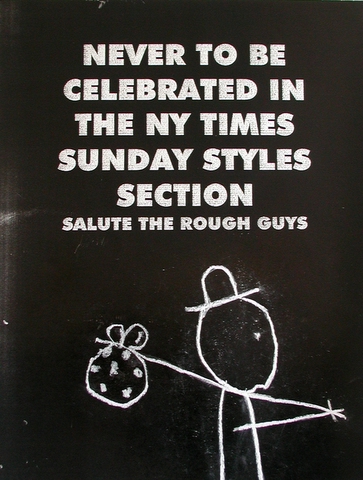 NEVER TO BE
CELEBRATED IN
THE NY TIMES
SUNDAY STYLES
SECTION
SALUTE THE ROUGH GUYS